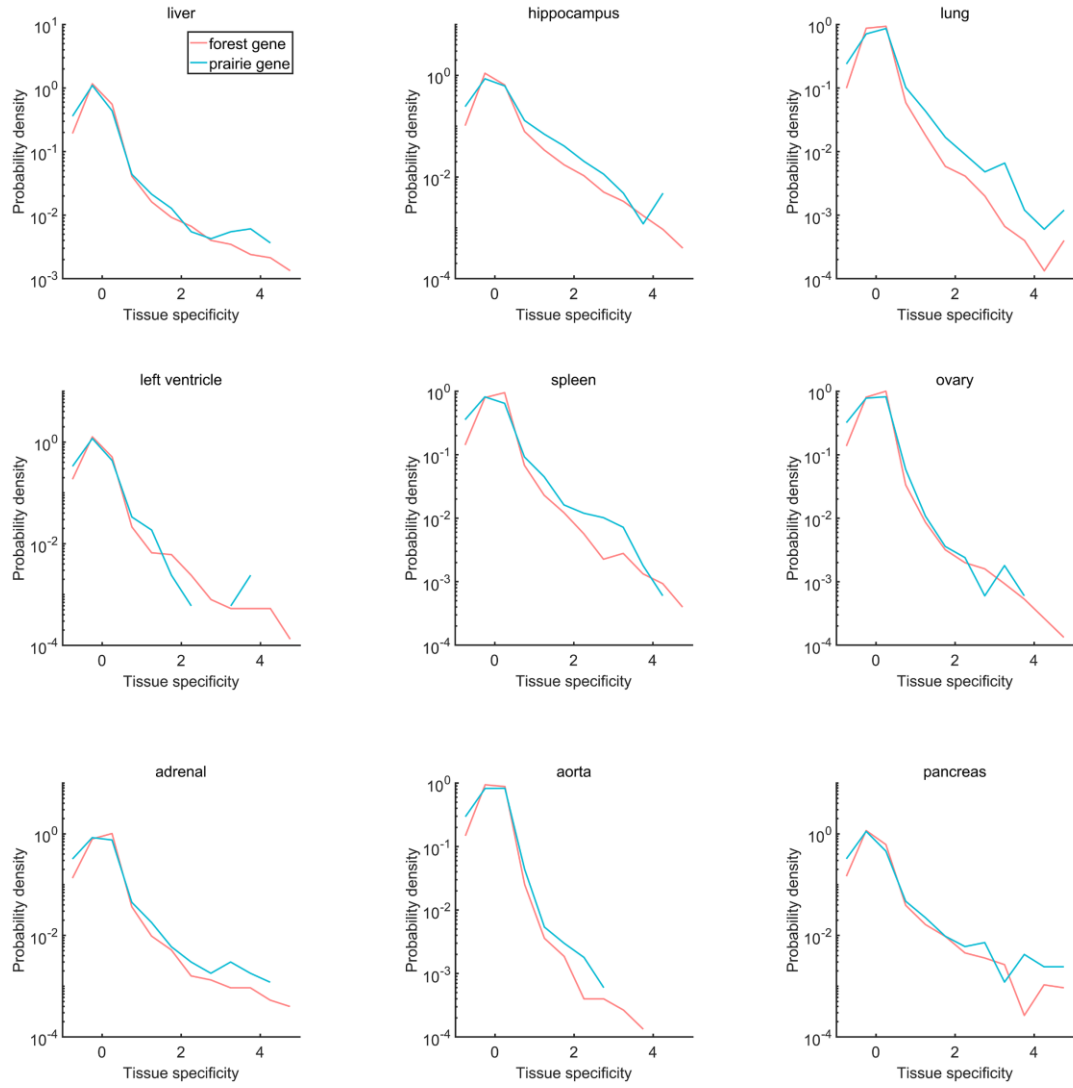 liver
10^1
10^0
10^-1
10^-2
10^-3
Probability density
0 2 4
Tissue specificity
forest gene
prairie gene
hippocampus
10^0
10^-2
10^-4
Probability density
0 2 4
Tissue specificity
lung
10^0
10^-1
10^-2
10^-3
10^-4
Probability density
0 2 4
Tissue specificity
left ventricle
10^0
10^-2
10^-4
Probability density
0 2 4
Tissue specificity
spleen
10^0
10^-1
10^-2
10^-3
10^-4
Probability density
0 2 4
Tissue specificity
ovary
10^0
10^-1
10^-2
10^-3
10^-4
Probability density
0 2 4
Tissue specificity
adrenal
10^0
10^-2
10^-4
Probability density
0 2 4
Tissue specificity
aorta
10^0
10^-1
10^-2
10^-3
10^-4
Probability density
0 2 4
Tissue specificity
pancreas
10^0
10^-2
10^-4
Probability density
0 2 4
Tissue specificity